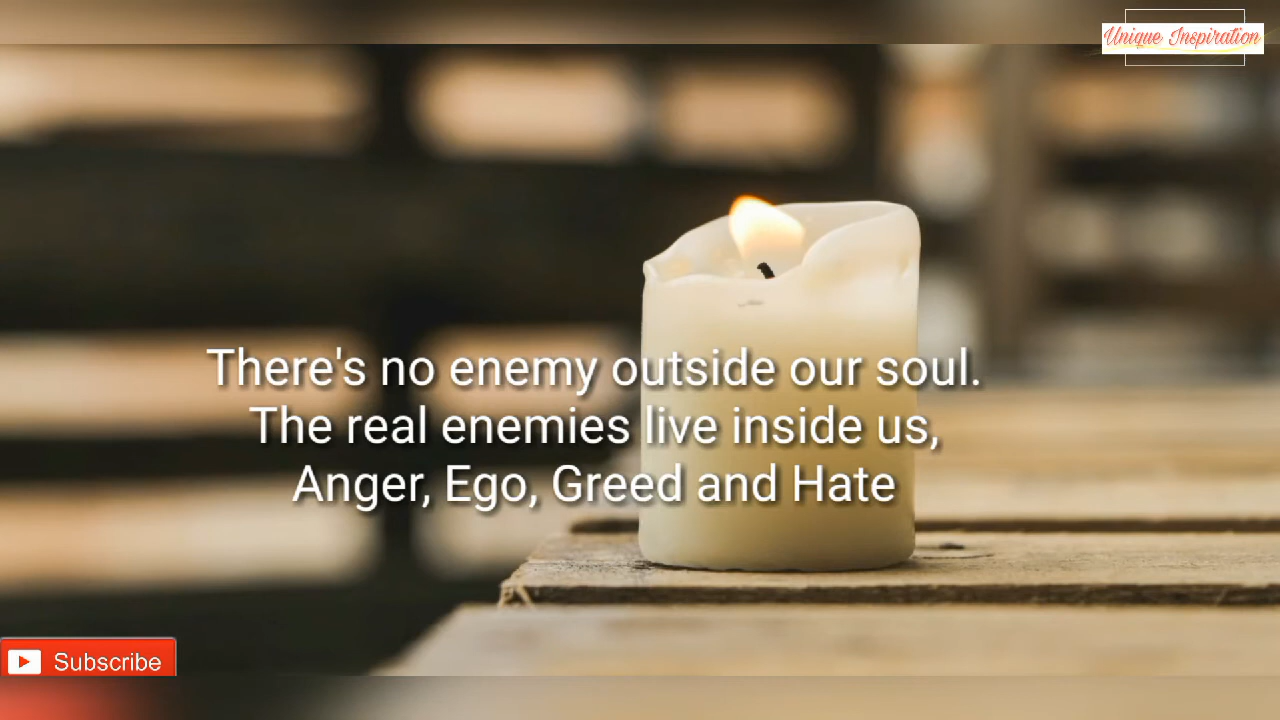 Unique Inspiration
There's no enemy outside our soul.
The real enemies live inside us,
Anger, Ego, Greed and Hate
Subscribe